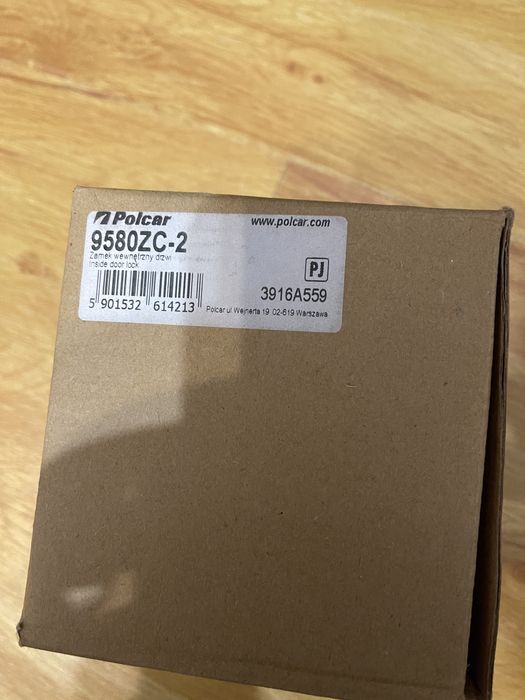 Polcar www.polcar.com
9580ZC-2
Zamek wewnętrzny drzwi
Inside door lock
PJ
3916A559
5 901532 614213
Polcar ul Wejnerta 19 02-619 Warszawa